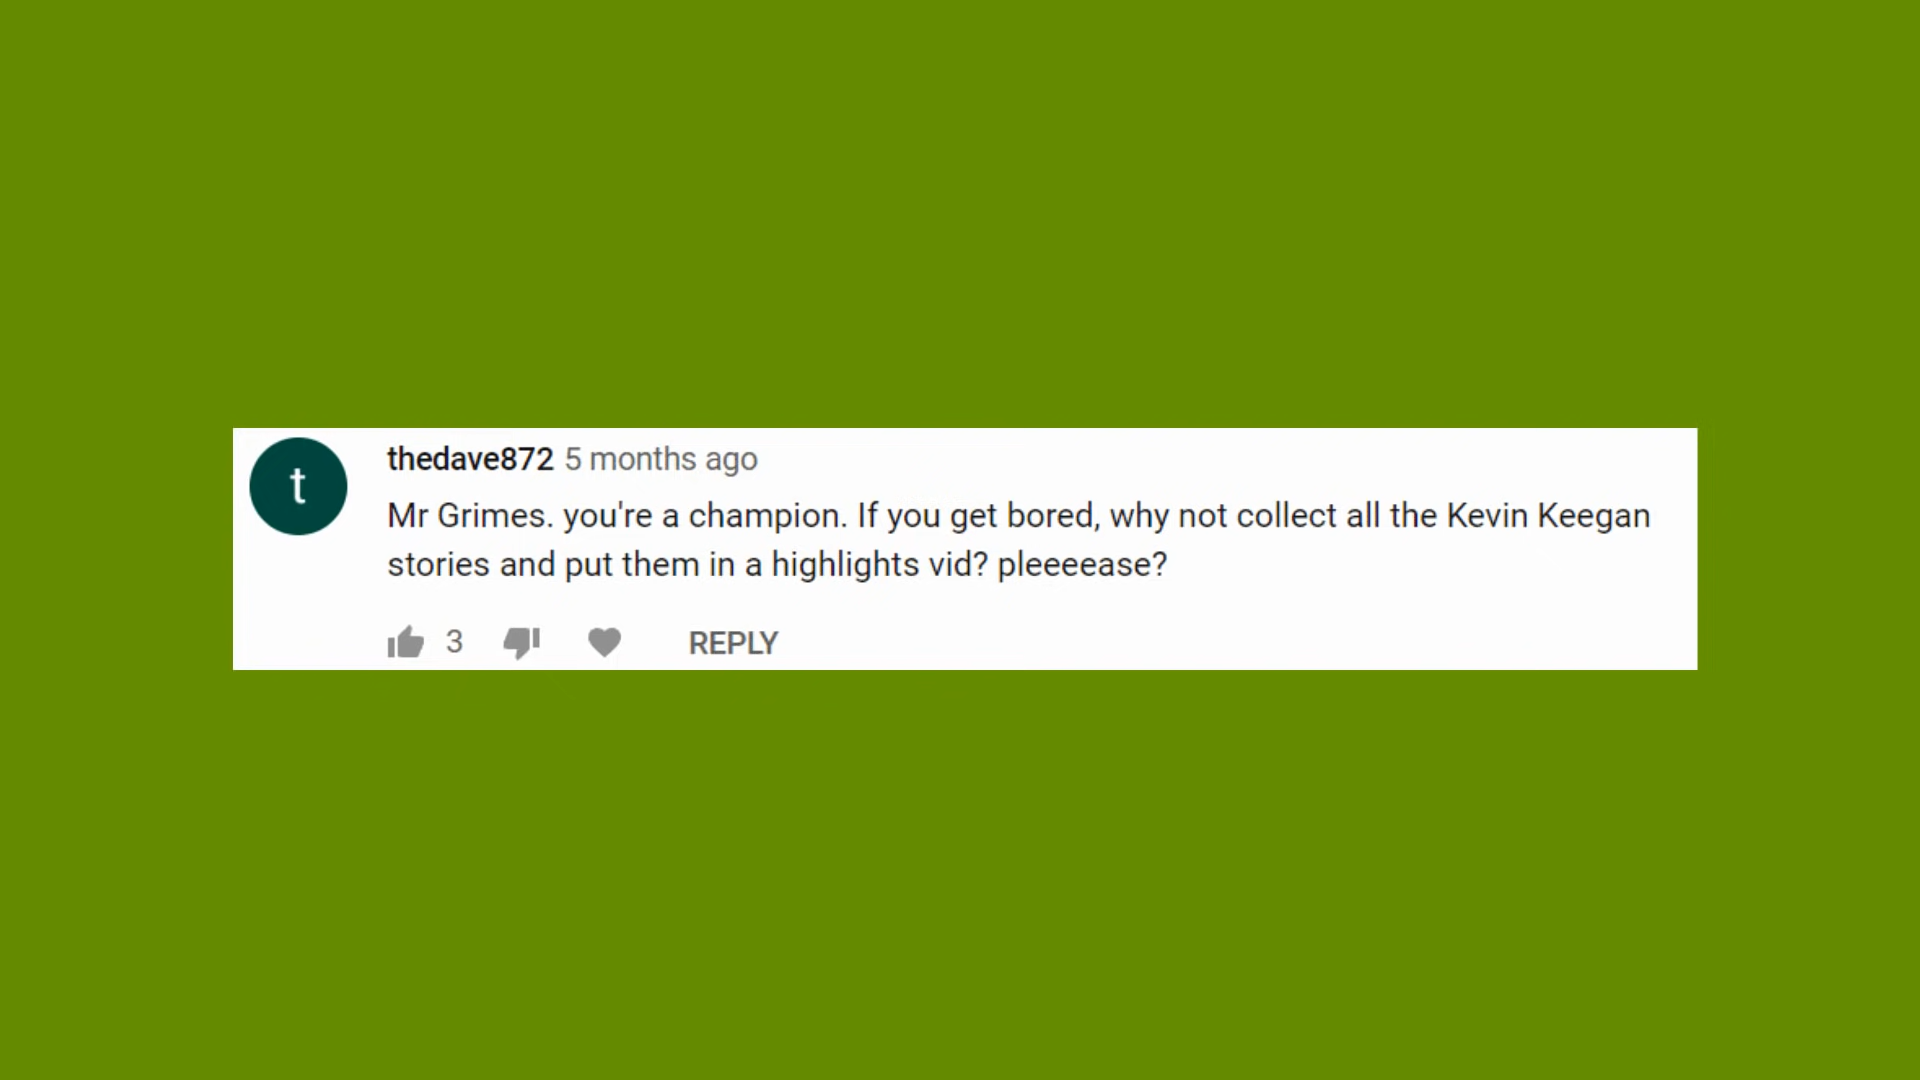 t
thedave872 5 months ago
Mr Grimes. you're a champion. If you get bored, why not collect all the Kevin Keegan
stories and put them in a highlights vid? pleeeease?
3 REPLY